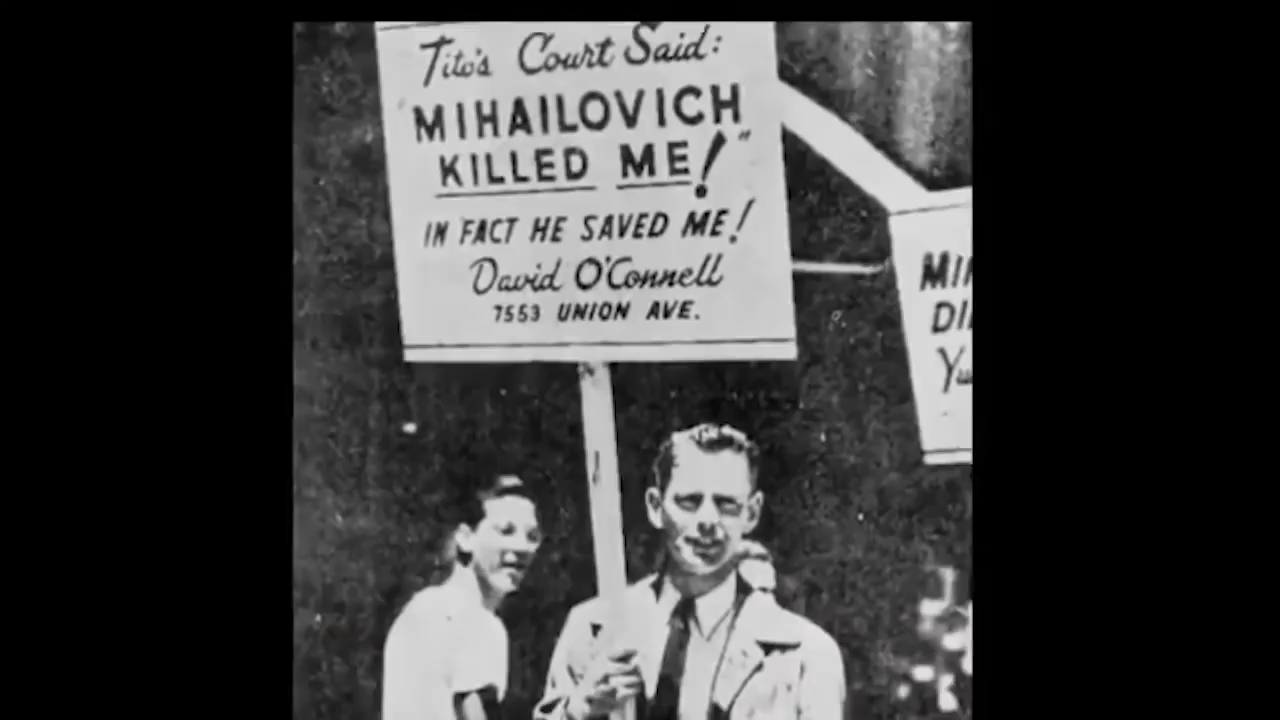 Tito's Court Said:
"MIHAILOVICH
KILLED ME!"
IN FACT HE SAVED ME!
David O'Connell
7553 UNION AVE.